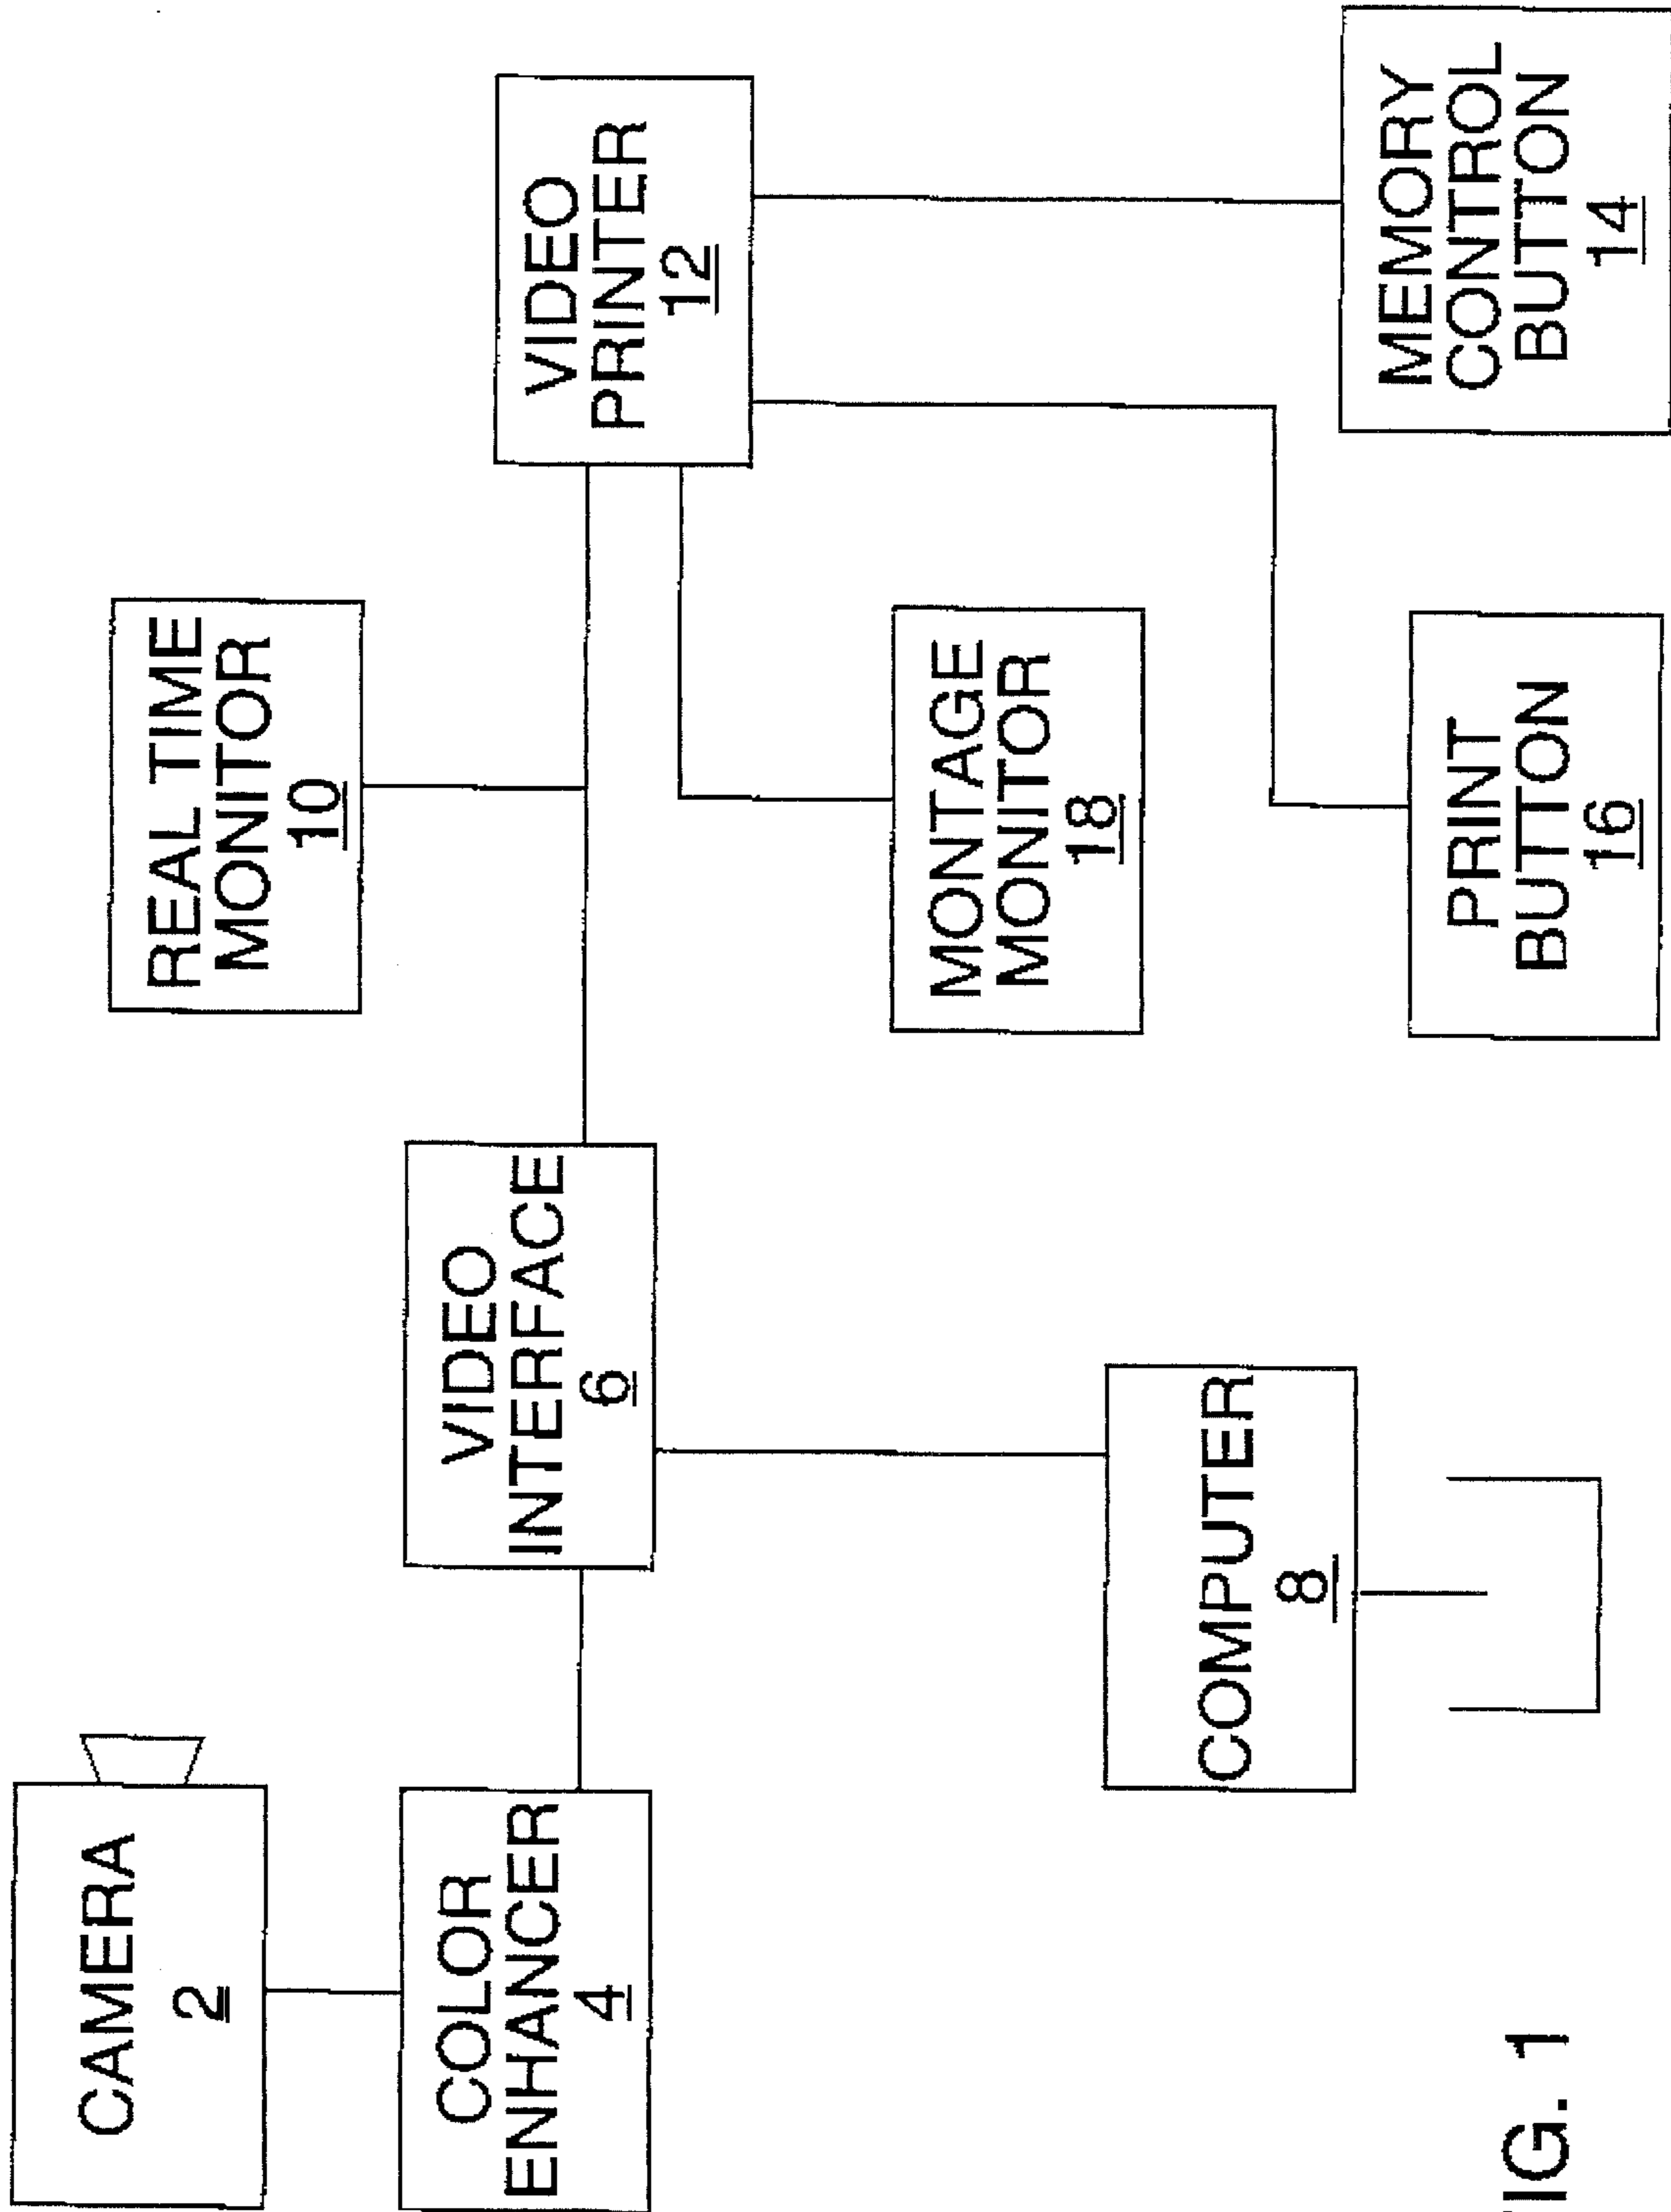 CAMERA
2
COLOR
ENHANCER
4
VIDEO
INTERFACE
6
COMPUTER
8
REAL TIME
MONITOR
10
VIDEO
PRINTER
12
MONTAGE
MONITOR
18
PRINT
BUTTON
16
MEMORY
CONTROL
BUTTON
14
IG. 1